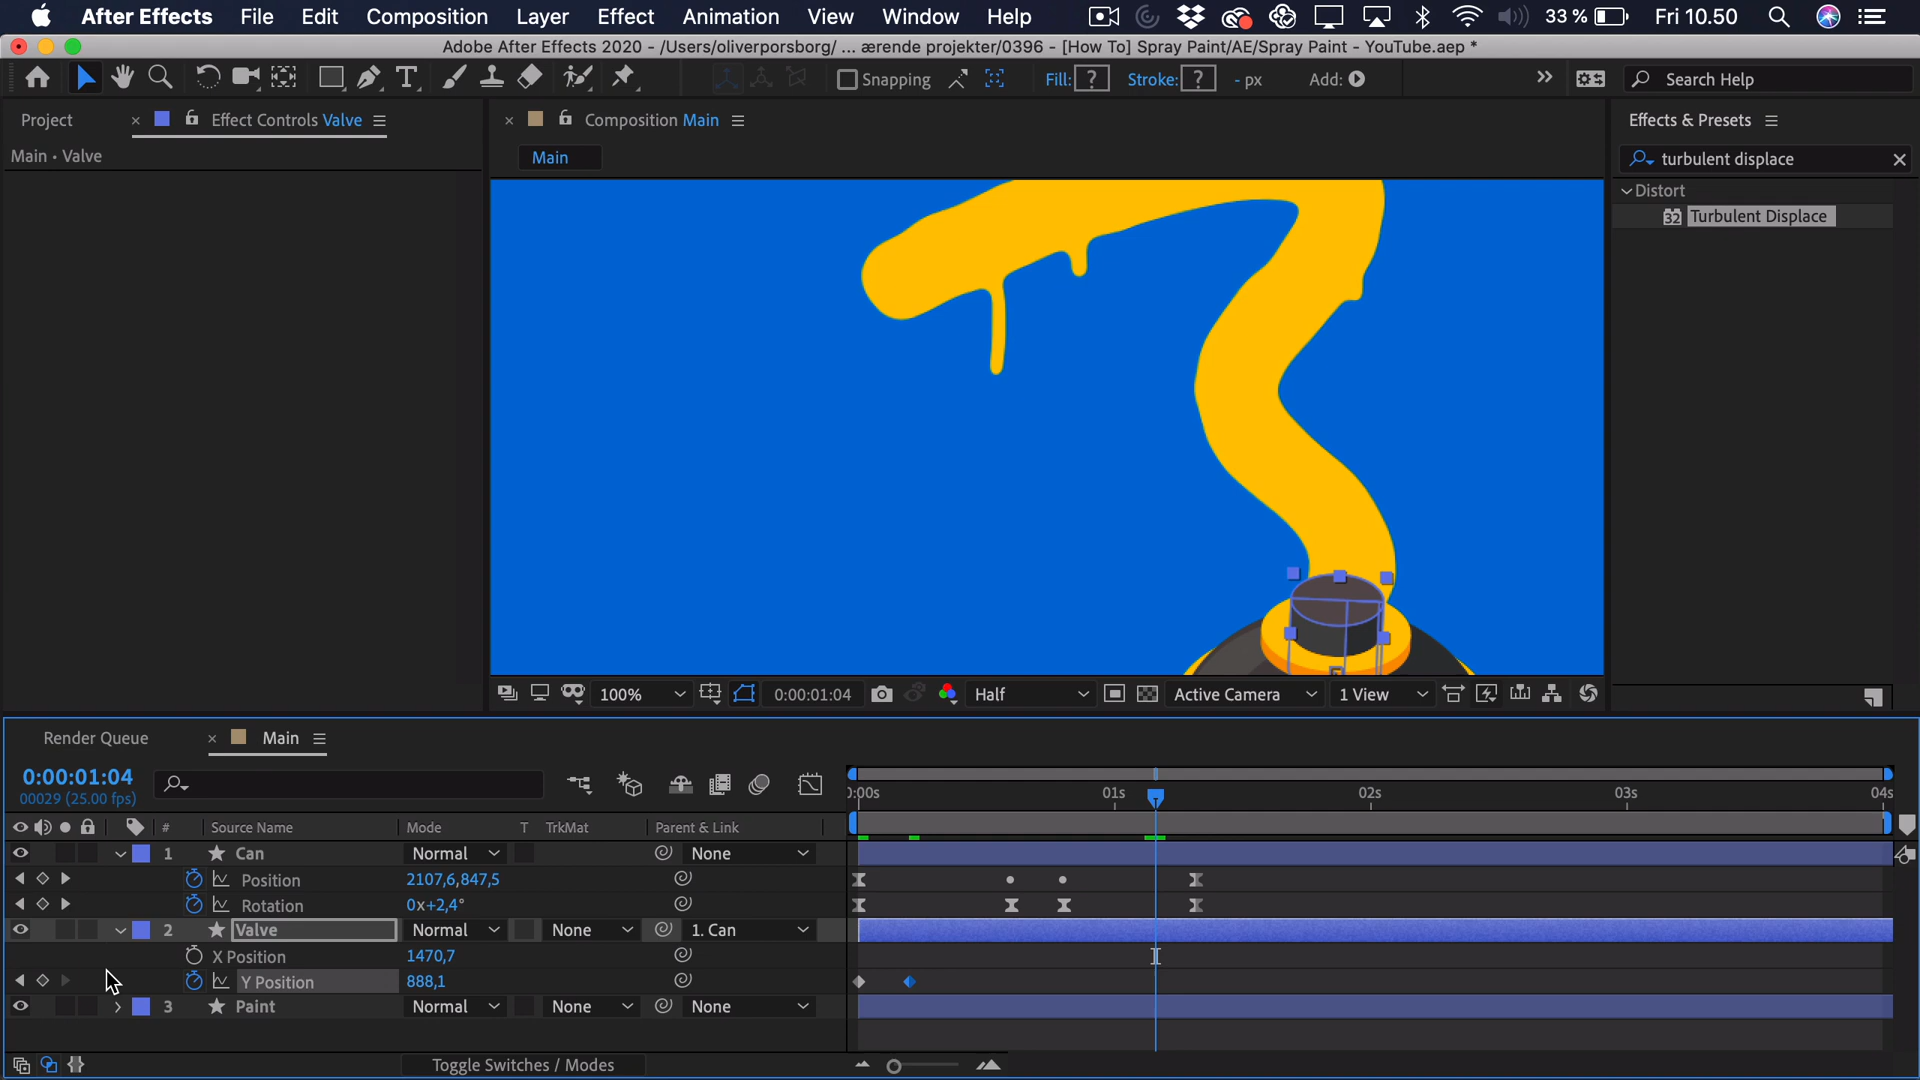 After Effects File Edit Composition Layer Effect Animation View Window Help 33 % Fri 10.50
Adobe After Effects 2020 - /Users/oliverporsborg/ ... ærende projekter/0396 - [How To] Spray Paint/AE/Spray Paint - YouTube.aep *
T Snapping Fill: ? Stroke: ? - px Add: Search Help
Project × Effect Controls Valve × Composition Main Effects & Presets
Main • Valve Main turbulent displace
Distort
32 Turbulent Displace
100% 0:00:01:04 Half Active Camera 1 View
Render Queue × Main
0:00:01:04
00029 (25.00 fps) 0:00s 01s 02s 03s 04s
# Source Name Mode T TrkMat Parent & Link
1 Can Normal None
Position 2107,6,847,5
Rotation 0x+2,4°
2 Valve Normal None 1. Can
X Position 1470,7
Y Position 888,1
3 Paint Normal None None
Toggle Switches / Modes